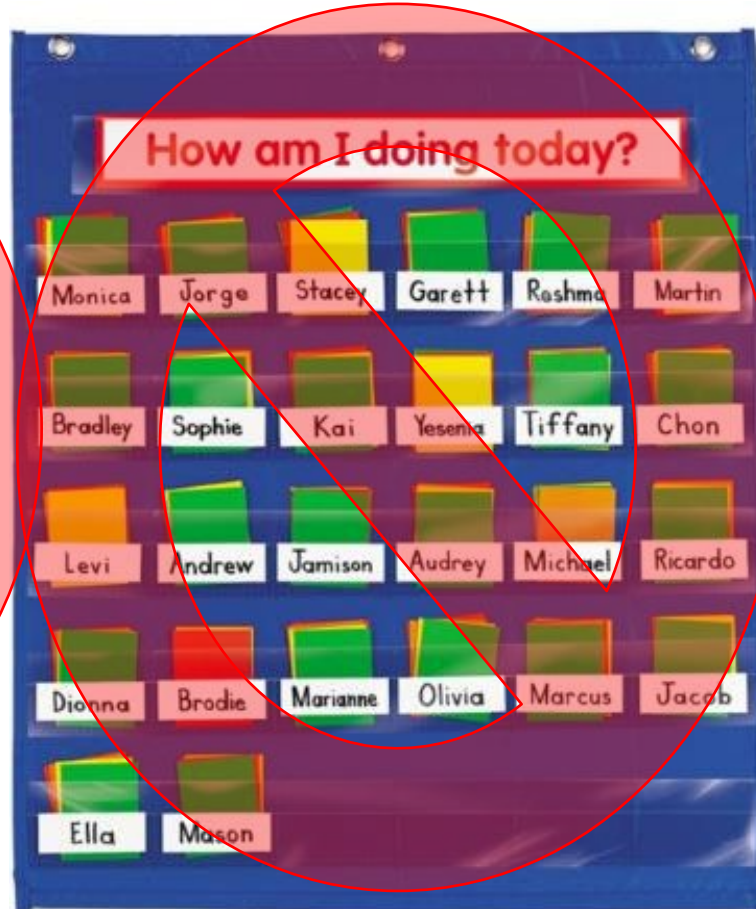 How am I doing today?
Monica Jorge Stacey Garett Roshma Martin
Bradley Sophie Kai Yesenia Tiffany Chon
Levi Andrew Jamison Audrey Michael Ricardo
Dionna Brodie Marianne Olivia Marcus Jacob
Ella Mason